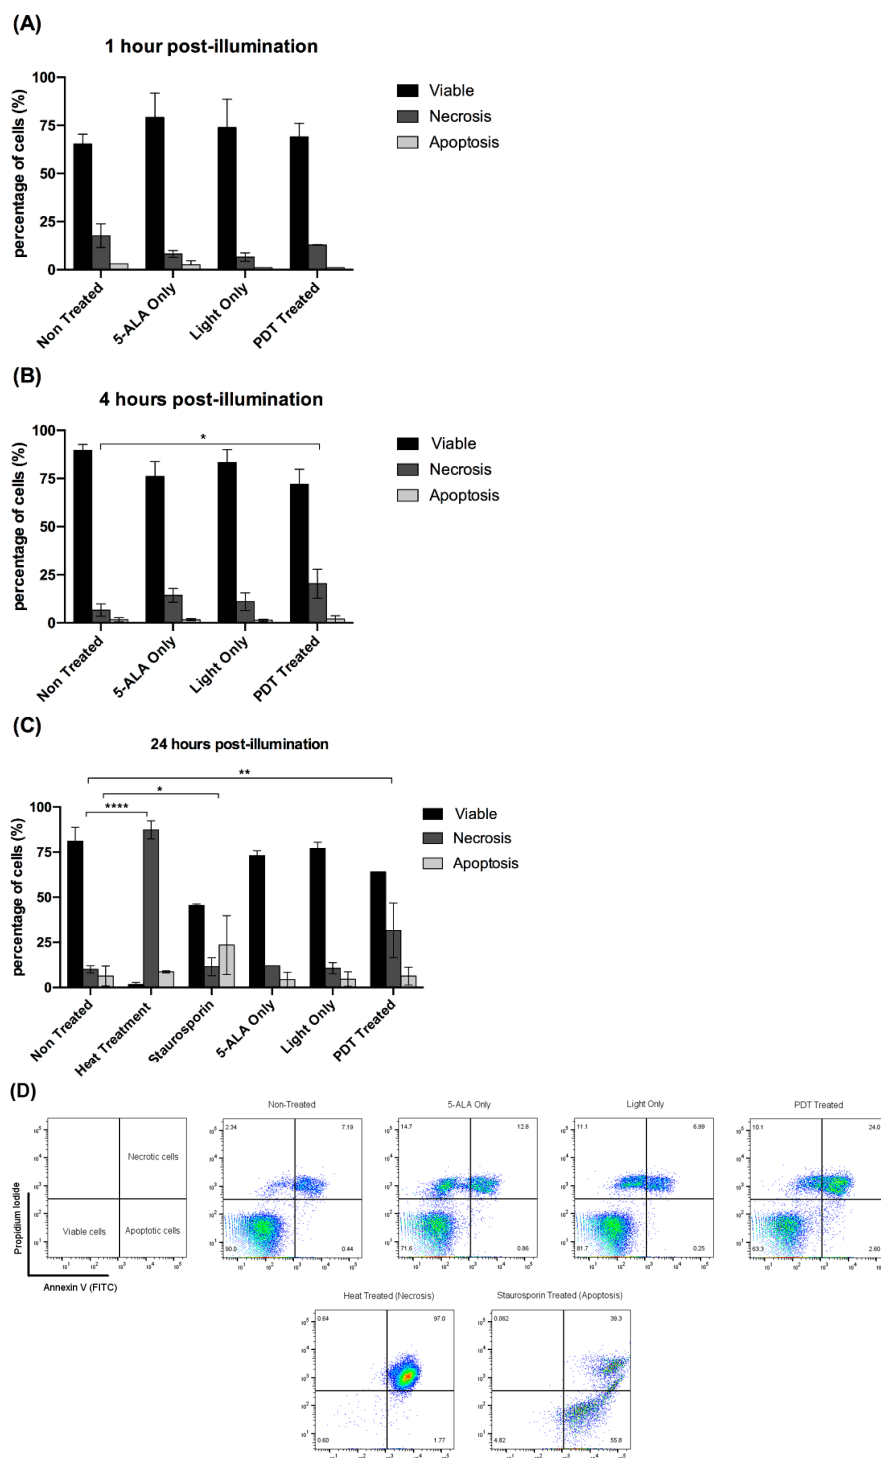 (A)
1 hour post-illumination
percentage of cells (%)
100
75
50
25
0
Viable
Necrosis
Apoptosis
Non Treated
5-ALA Only
Light Only
PDT Treated
(B)
4 hours post-illumination
percentage of cells (%)
100
75
50
25
0
*
Viable
Necrosis
Apoptosis
Non Treated
5-ALA Only
Light Only
PDT Treated
(C)
24 hours post-illumination
percentage of cells (%)
100
75
50
25
0
**
*
****
Viable
Necrosis
Apoptosis
Non Treated
Heat Treatment
Staurosporin
5-ALA Only
Light Only
PDT Treated
(D)
Non-Treated
5-ALA Only
Light Only
PDT Treated
Propidium Iodide
Annexin V (FITC)
Necrotic cells
Viable cells
Apoptotic cells
2.34
7.19
90.0
0.44
14.7
12.8
71.6
0.86
11.1
6.99
81.7
0.25
10.1
24.0
63.3
2.60
Heat Treated (Necrosis)
Staurosporin Treated (Apoptosis)
0.64
97.0
0.60
1.77
0.062
39.3
4.82
55.8